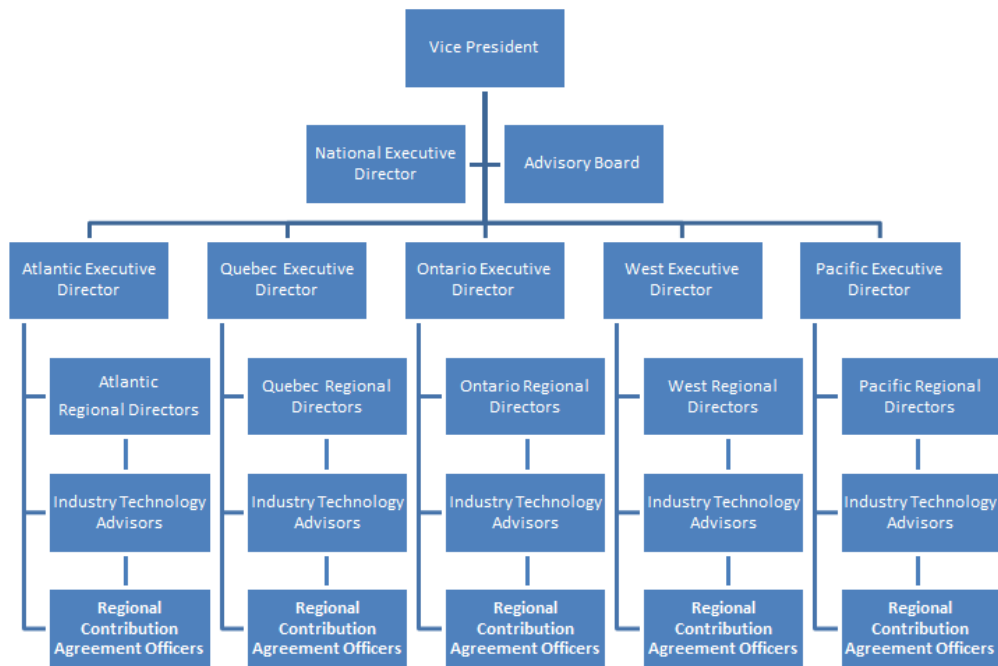 Vice President
National Executive
Director
Advisory Board
Atlantic Executive
Director
Quebec Executive
Director
Ontario Executive
Director
West Executive
Director
Pacific Executive
Director
Atlantic
Regional Directors
Quebec Regional
Directors
Ontario Regional
Directors
West Regional
Directors
Pacific Regional
Directors
Industry Technology
Advisors
Industry Technology
Advisors
Industry Technology
Advisors
Industry Technology
Advisors
Industry Technology
Advisors
Regional
Contribution
Agreement Officers
Regional
Contribution
Agreement Officers
Regional
Contribution
Agreement Officers
Regional
Contribution
Agreement Officers
Regional
Contribution
Agreement Officers